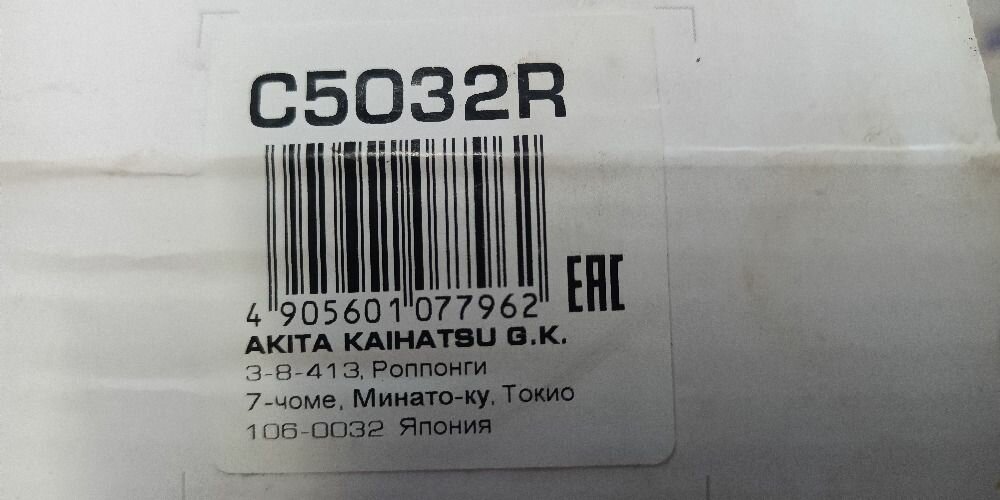 C5032R
4 905601 077962
EAC
AKITA KAIHATSU G.K.
3-8-413, Роппонги
7-чоме, Минато-ку, Токио
106-0032 Япония